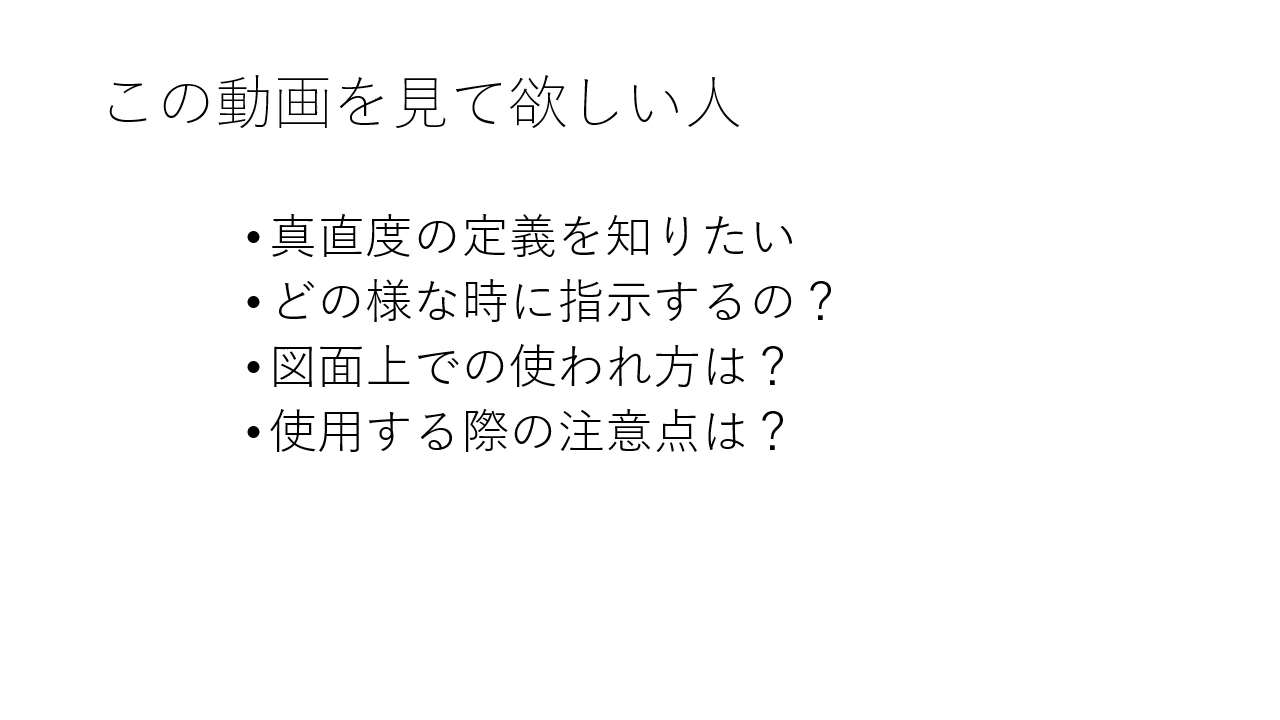 この動画を見て欲しい人
•真直度の定義を知りたい
•どの様な時に指示するの？
•図面上での使われ方は？
•使用する際の注意点は？